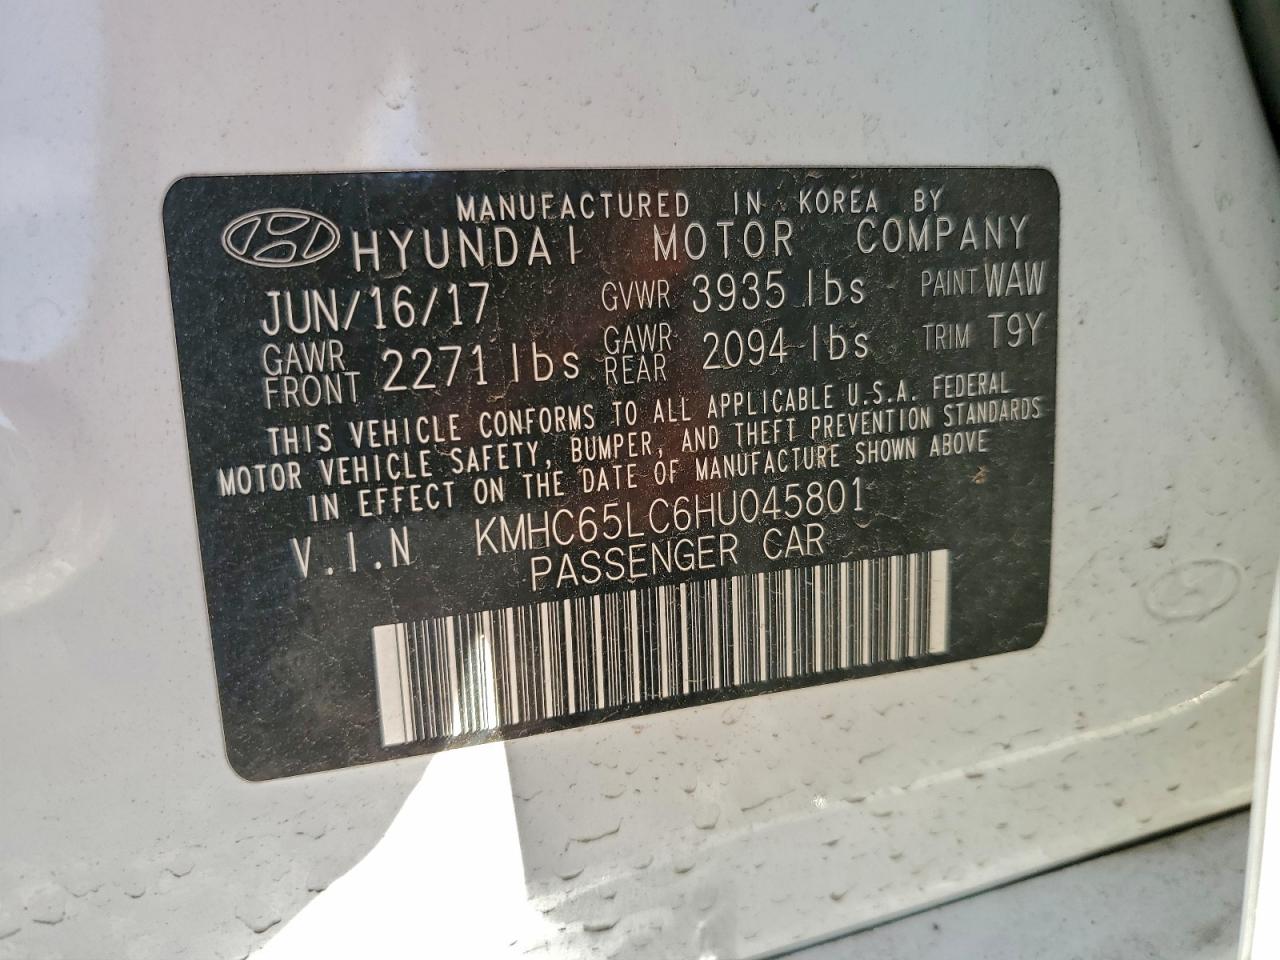 MANUFACTURED IN KOREA BY
HYUNDAI MOTOR COMPANY
JUN/16/17 GVWR 3935 lbs PAINT WAW
GAWR FRONT 2271 lbs GAWR REAR 2094 lbs TRIM T9Y
THIS VEHICLE CONFORMS TO ALL APPLICABLE U.S.A. FEDERAL
MOTOR VEHICLE SAFETY, BUMPER, AND THEFT PREVENTION STANDARDS
IN EFFECT ON THE DATE OF MANUFACTURE SHOWN ABOVE
V.I.N KMHC65LC6HU045801
PASSENGER CAR